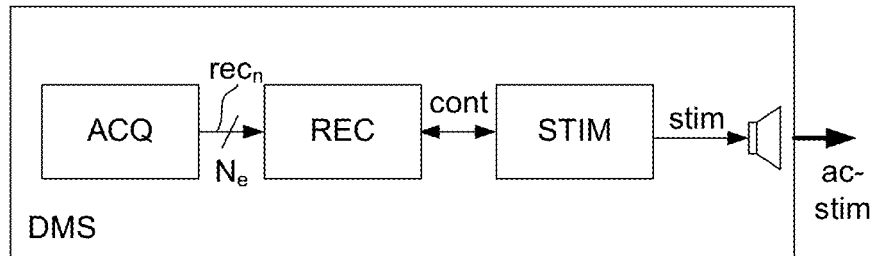 rec_n
ACQ
N_e
REC
cont
STIM
stim
ac-
stim
DMS